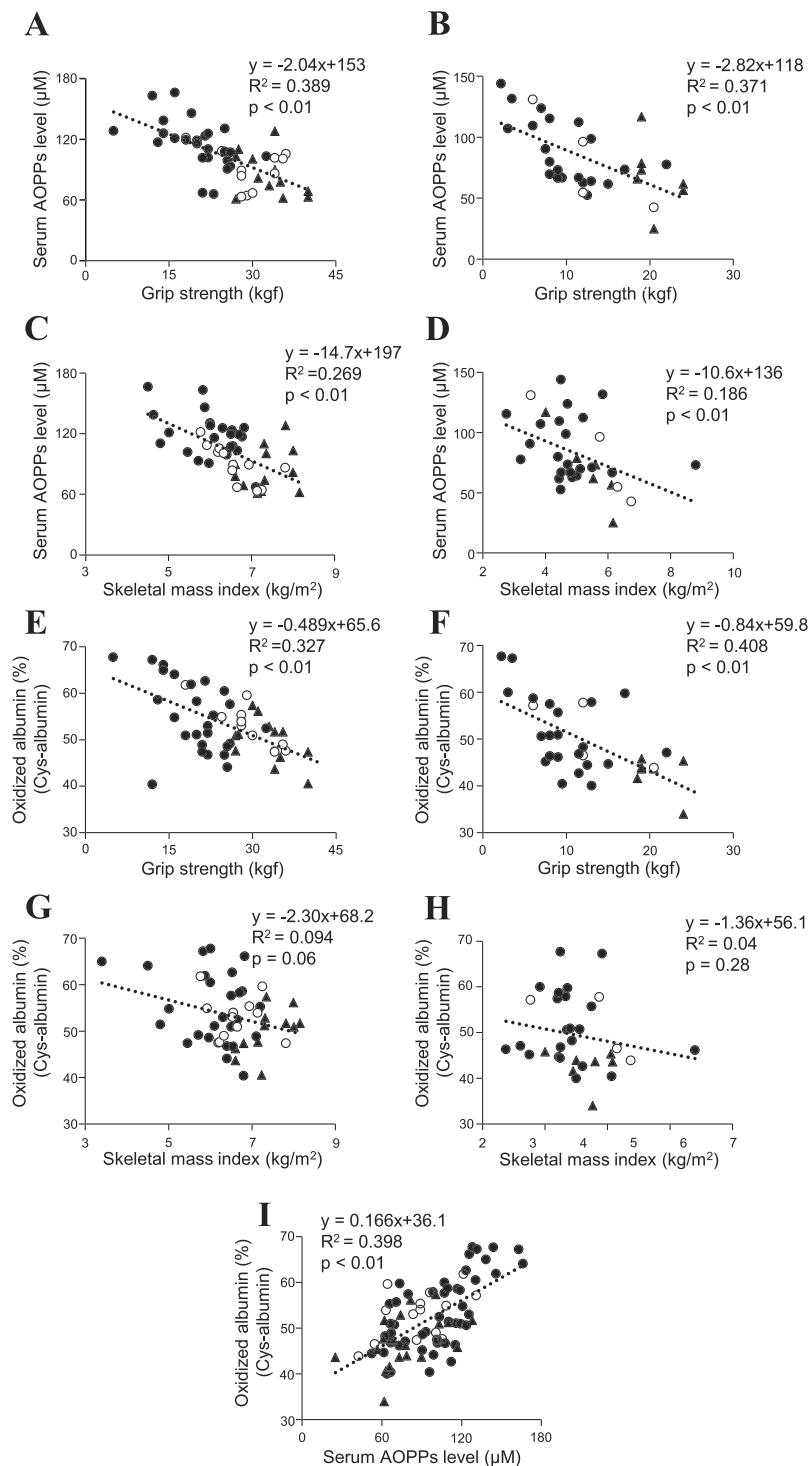 A
y = -2.04x+153
R² = 0.389
p < 0.01
180
120
60
0
Serum AOPPs level (µM)
0 15 30 45
Grip strength (kgf)
B
y = -2.82x+118
R² = 0.371
p < 0.01
150
100
50
0
Serum AOPPs level (µM)
0 10 20 30
Grip strength (kgf)
C
y = -14.7x+197
R² =0.269
p < 0.01
180
120
60
0
Serum AOPPs level (µM)
3 5 7 9
Skeletal mass index (kg/m²)
D
y = -10.6x+136
R² = 0.186
p < 0.01
150
100
50
0
Serum AOPPs level (µM)
2 4 6 8 10
Skeletal mass index (kg/m²)
E
y = -0.489x+65.6
R² =0.327
p < 0.01
70
60
50
40
30
Oxidized albumin (%)
(Cys-albumin)
0 15 30 45
Grip strength (kgf)
F
y = -0.84x+59.8
R² = 0.408
p < 0.01
70
60
50
40
30
Oxidized albumin (%)
(Cys-albumin)
0 10 20 30
Grip strength (kgf)
G
y = -2.30x+68.2
R² = 0.094
p = 0.06
70
60
50
40
30
Oxidized albumin (%)
(Cys-albumin)
3 5 7 9
Skeletal mass index (kg/m²)
H
y = -1.36x+56.1
R² = 0.04
p = 0.28
70
60
50
40
30
Oxidized albumin (%)
(Cys-albumin)
2 3 4 5 6 7
Skeletal mass index (kg/m²)
I
y = 0.166x+36.1
R² = 0.398
p < 0.01
70
60
50
40
30
Oxidized albumin (%)
(Cys-albumin)
0 60 120 180
Serum AOPPs level (µM)